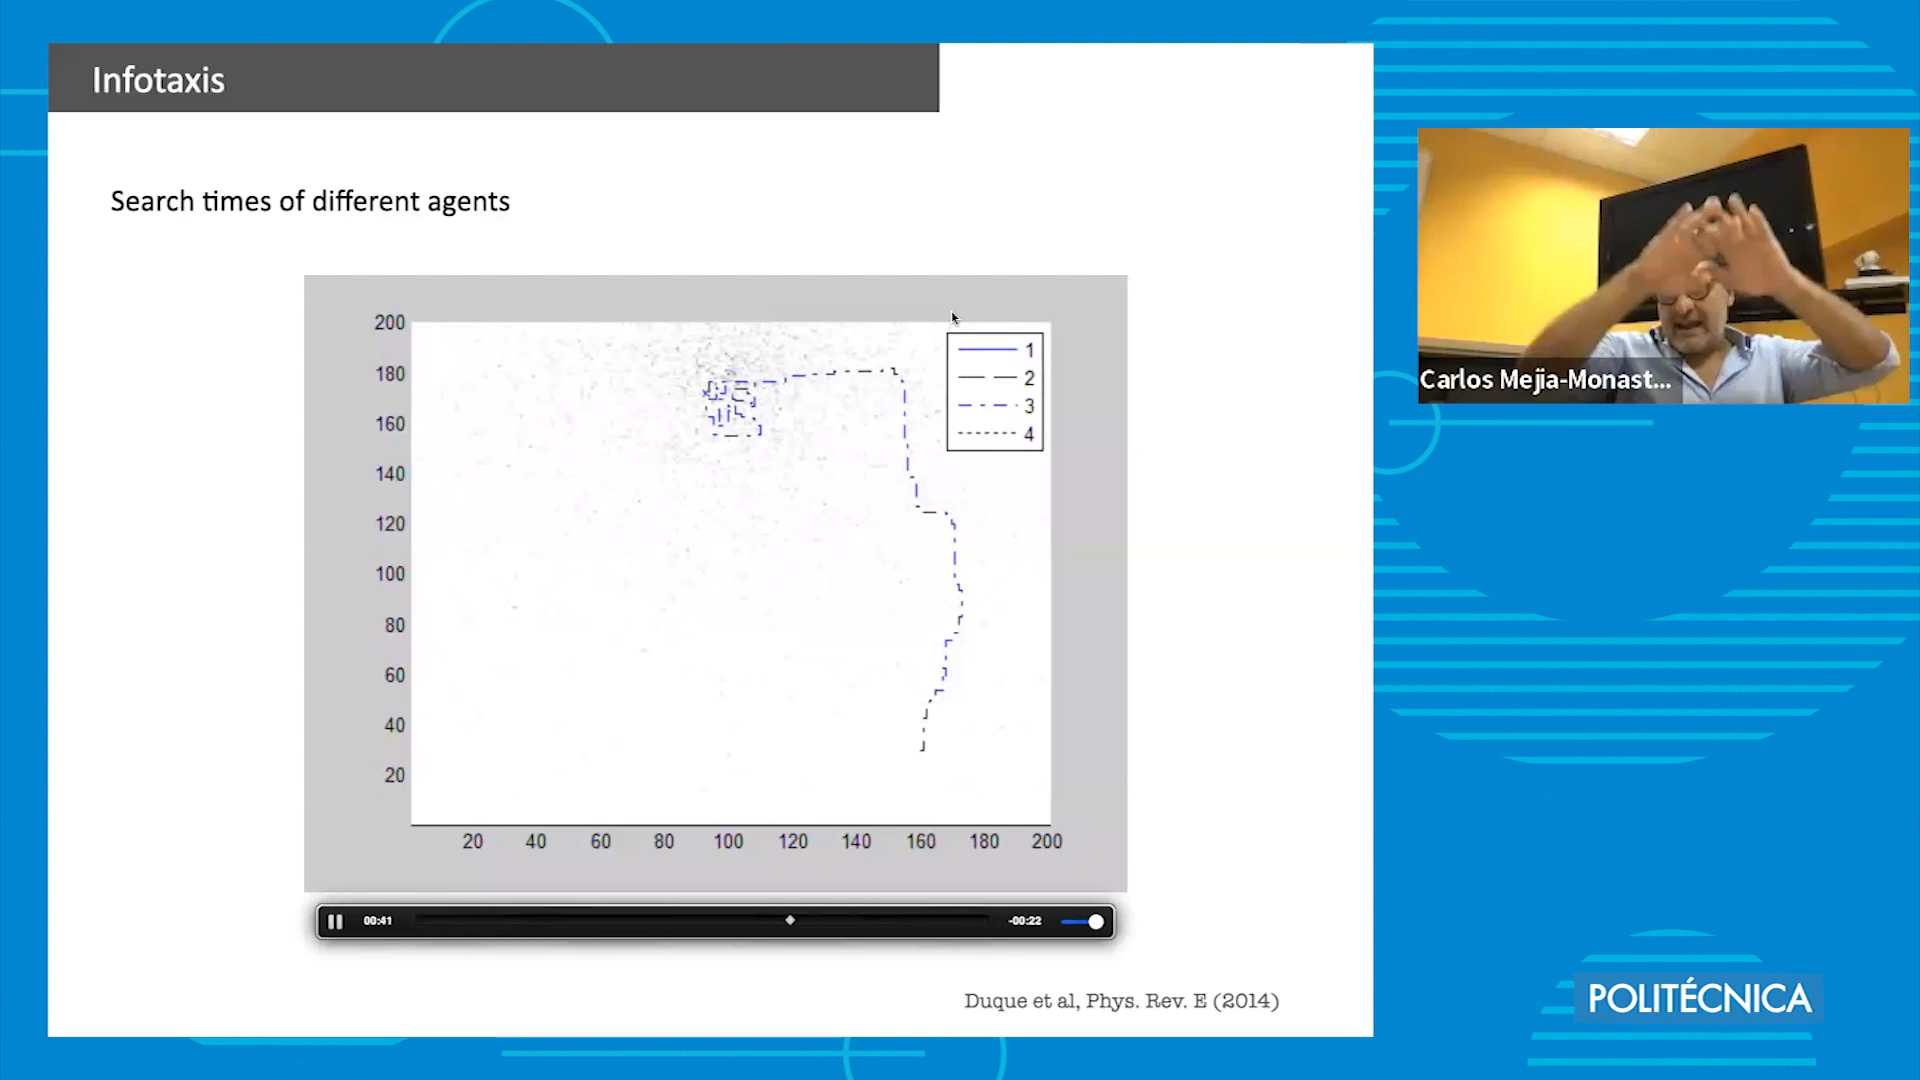 Infotaxis
Search times of different agents
200
180
160
140
120
100
80
60
40
20
20 40 60 80 100 120 140 160 180 200
1
2
3
4
00:41
-00:22
Duque et al, Phys. Rev. E (2014)
Carlos Mejia-Monast...
POLITÉCNICA